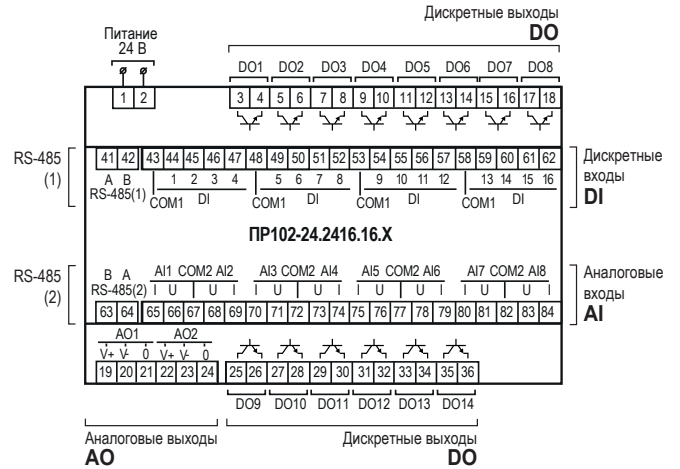 Дискретные выходы
DO
Питание
24 В
DO1 DO2 DO3 DO4 DO5 DO6 DO7 DO8
1 2 3 4 5 6 7 8 9 10 11 12 13 14 15 16 17 18
RS-485
(1)
41 42 43 44 45 46 47 48 49 50 51 52 53 54 55 56 57 58 59 60 61 62
A B 1 2 3 4 5 6 7 8 9 10 11 12 13 14 15 16
RS-485(1) COM1 DI COM1 DI COM1 DI COM1 DI
Дискретные
входы
DI
ПР102-24.2416.16.X
RS-485
(2)
B A AI1 COM2 AI2 AI3 COM2 AI4 AI5 COM2 AI6 AI7 COM2 AI8
RS-485(2) I U U I I U U I I U U I I U U I
63 64 65 66 67 68 69 70 71 72 73 74 75 76 77 78 79 80 81 82 83 84
Аналоговые
входы
AI
AO1 AO2
V+ V- 0 V+ V- 0
19 20 21 22 23 24 25 26 27 28 29 30 31 32 33 34 35 36
DO9 DO10 DO11 DO12 DO13 DO14
Аналоговые выходы
AO
Дискретные выходы
DO